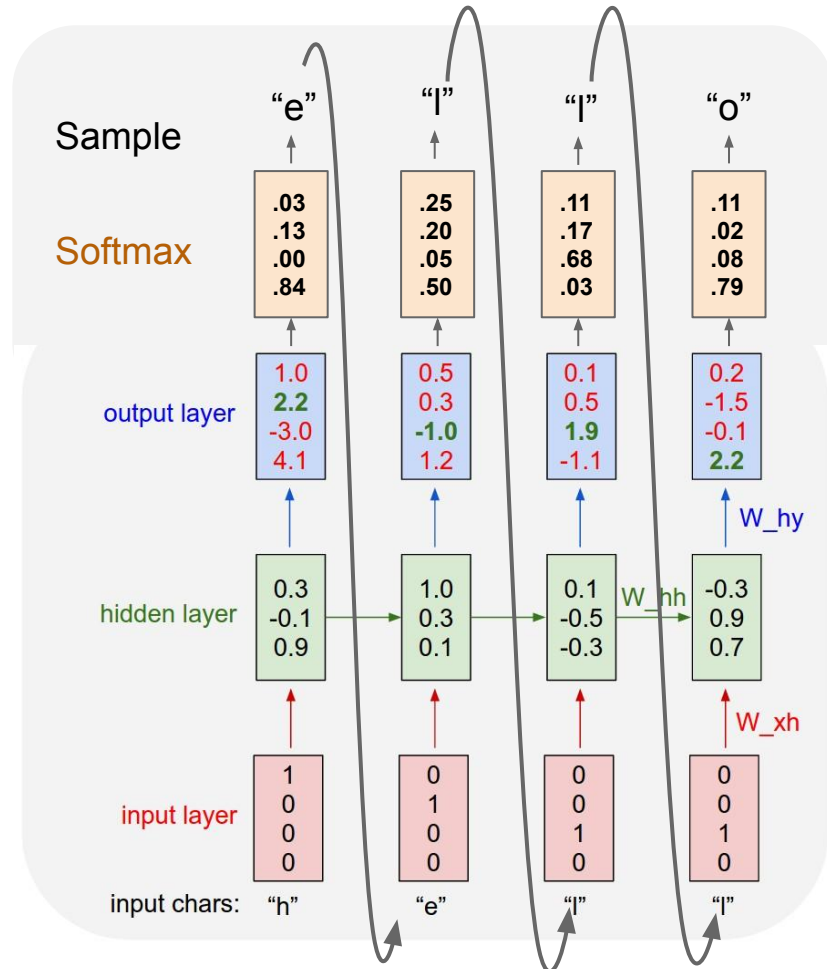 “e” “l” “l” “o”
Sample
.03 .25 .11 .11
.13 .20 .17 .02
Softmax
.00 .05 .68 .08
.84 .50 .03 .79
1.0 0.5 0.1 0.2
output layer
2.2 0.3 0.5 -1.5
-3.0 -1.0 1.9 -0.1
4.1 1.2 -1.1 2.2
W_hy
0.3 1.0 0.1 -0.3
W_hh
hidden layer
-0.1 0.3 -0.5 0.9
0.9 0.1 -0.3 0.7
W_xh
1 0 0 0
0 1 0 0
input layer
0 0 1 1
0 0 0 0
input chars: “h” “e” “l” “l”